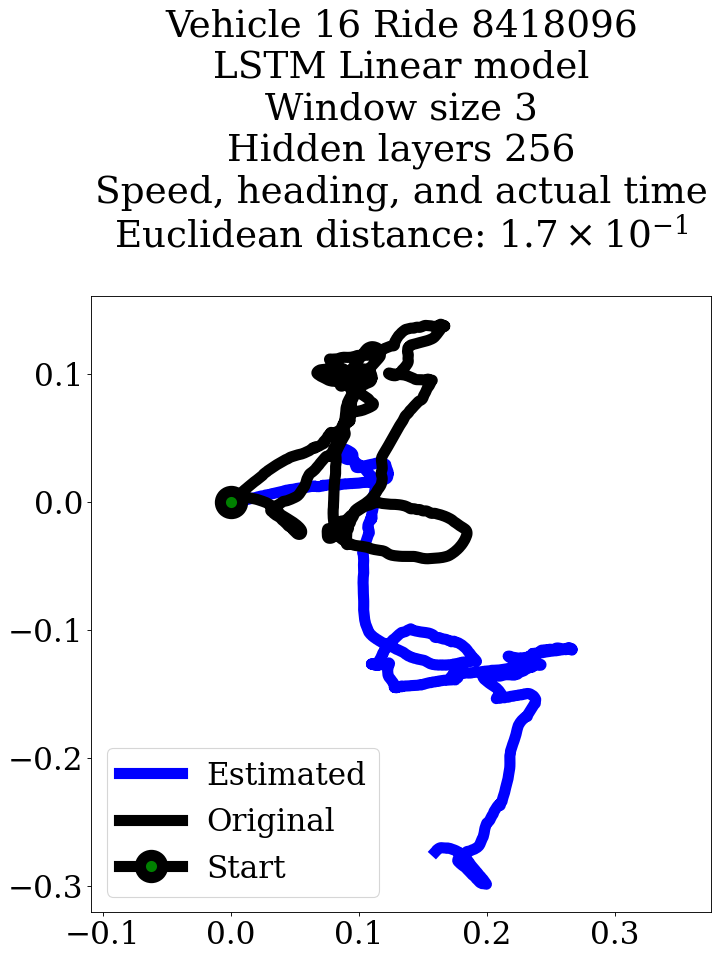 Vehicle 16 Ride 8418096
LSTM Linear model
Window size 3
Hidden layers 256
Speed, heading, and actual time
Euclidean distance: 1.7 × 10⁻¹
0.1
0.0
−0.1
−0.2
−0.3
Estimated
Original
Start
−0.1 0.0 0.1 0.2 0.3